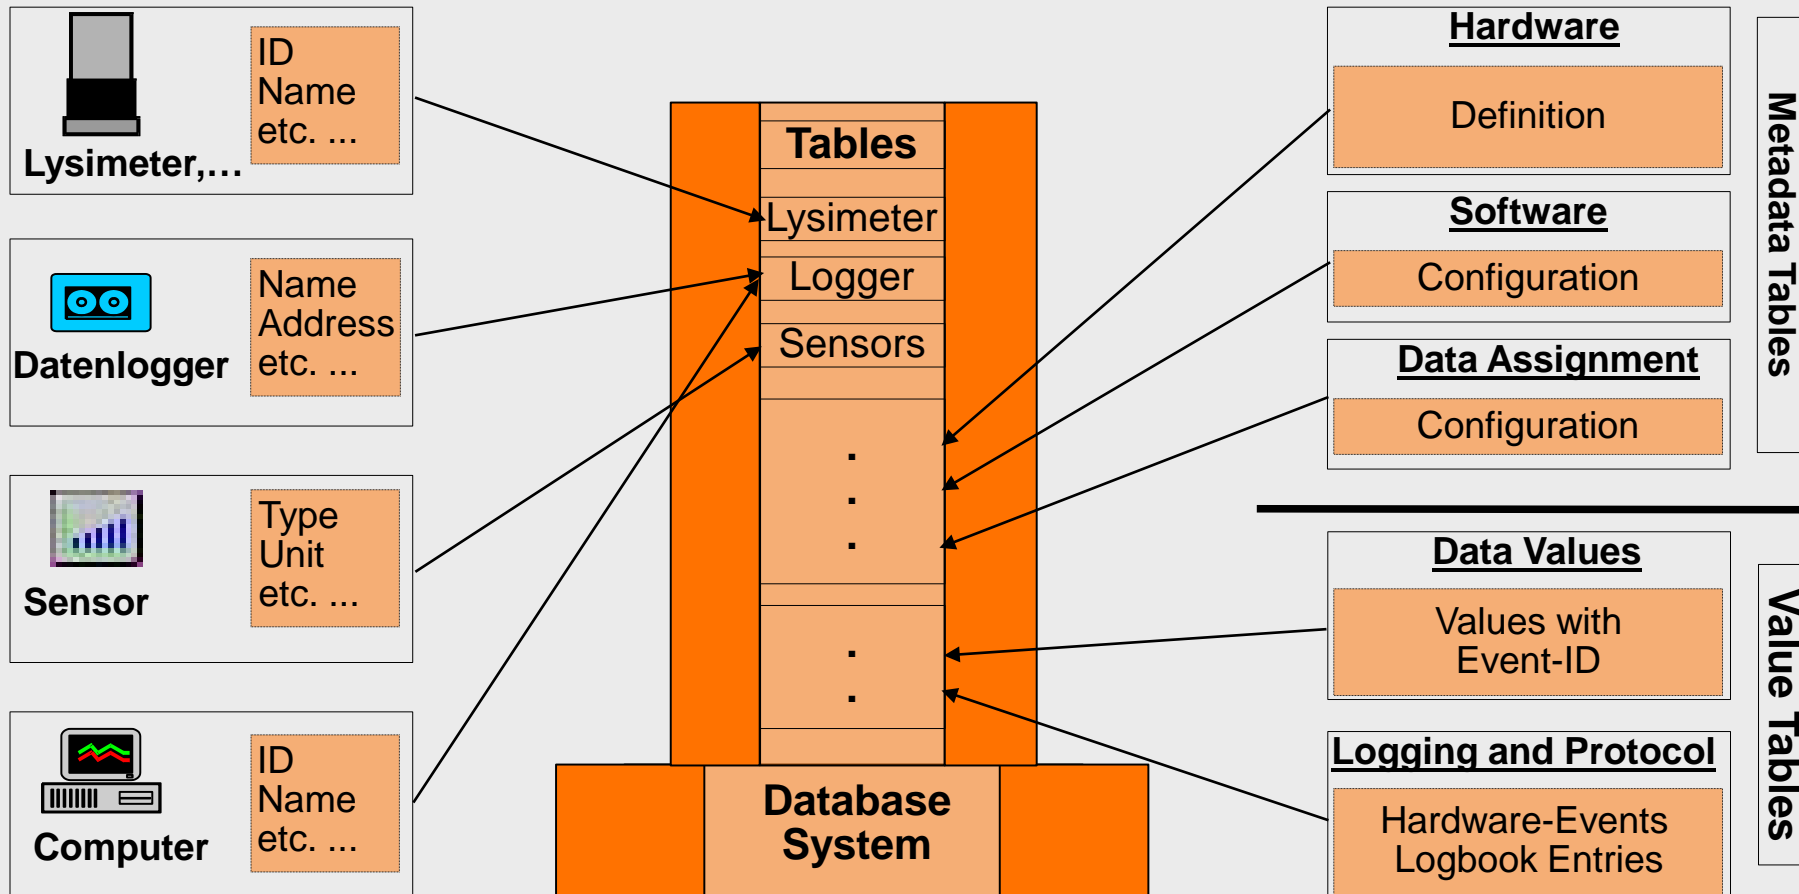 ID
Name
etc. ...
Lysimeter,...
Name
Address
etc. ...
Datenlogger
Type
Unit
etc. ...
Sensor
ID
Name
etc. ...
Computer
Tables
Lysimeter
Logger
Sensors
.
.
.
.
.
Database
System
Hardware
Definition
Software
Configuration
Data Assignment
Configuration
Metadata Tables
Data Values
Values with
Event-ID
Logging and Protocol
Hardware-Events
Logbook Entries
Value Tables